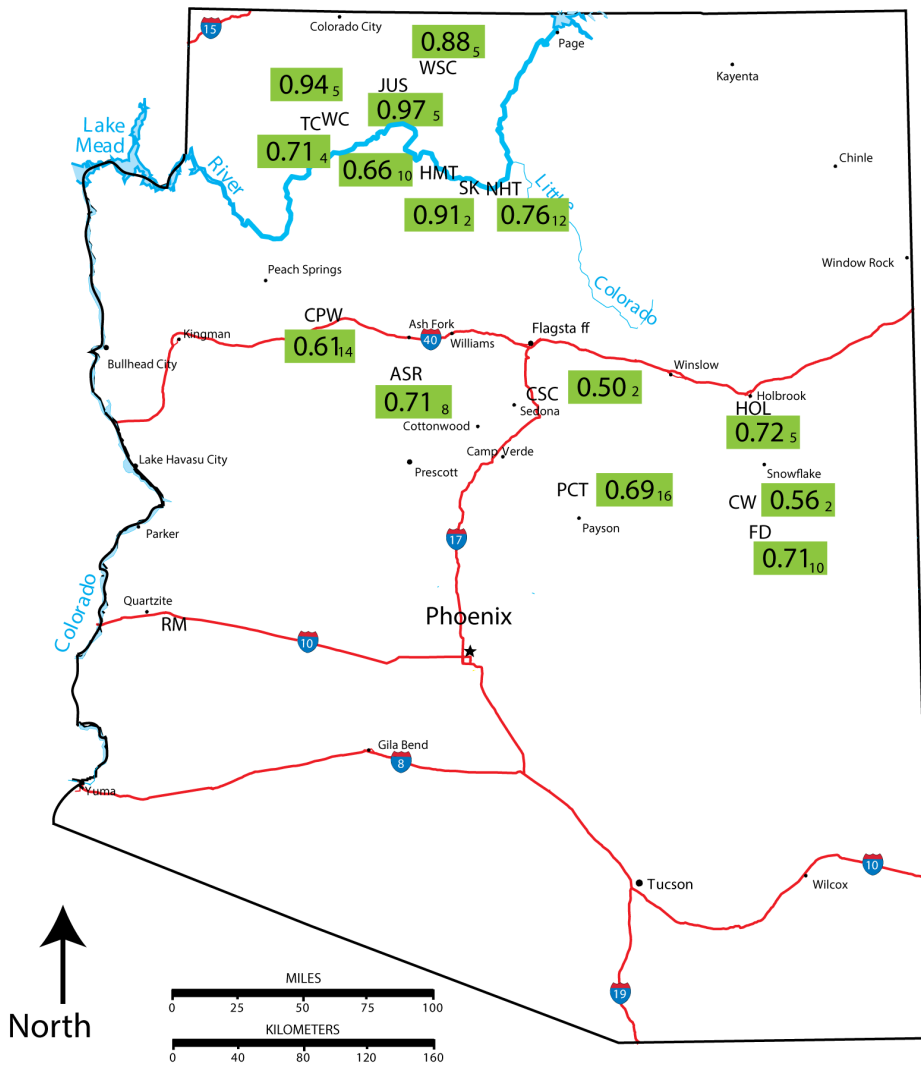 Colorado City
15
0.88 5
WSC
Page
Kayenta
0.94 5
JUS
0.97 5
TC WC
Lake
Mead
0.71 4
River
0.66 10
HMT
Chinle
SK NHT
Little
0.91 2
0.76 12
Window Rock
Peach Springs
Colorado
CPW
Kingman
Ash Fork
Flagsta ff
40
Williams
0.61 14
Bullhead City
Winslow
ASR
0.50 2
CSC
Holbrook
0.71 8
Sedona
HOL
Cottonwood
0.72 5
Camp Verde
Lake Havasu City
Prescott
Snowflake
PCT
0.69 16
CW
0.56 2
Payson
Parker
FD
17
0.71 10
Colorado
Quartzite
RM
Phoenix
10
Gila Bend
8
Yuma
10
Tucson
Wilcox
North
MILES
0 25 50 75 100
19
KILOMETERS
0 40 80 120 160